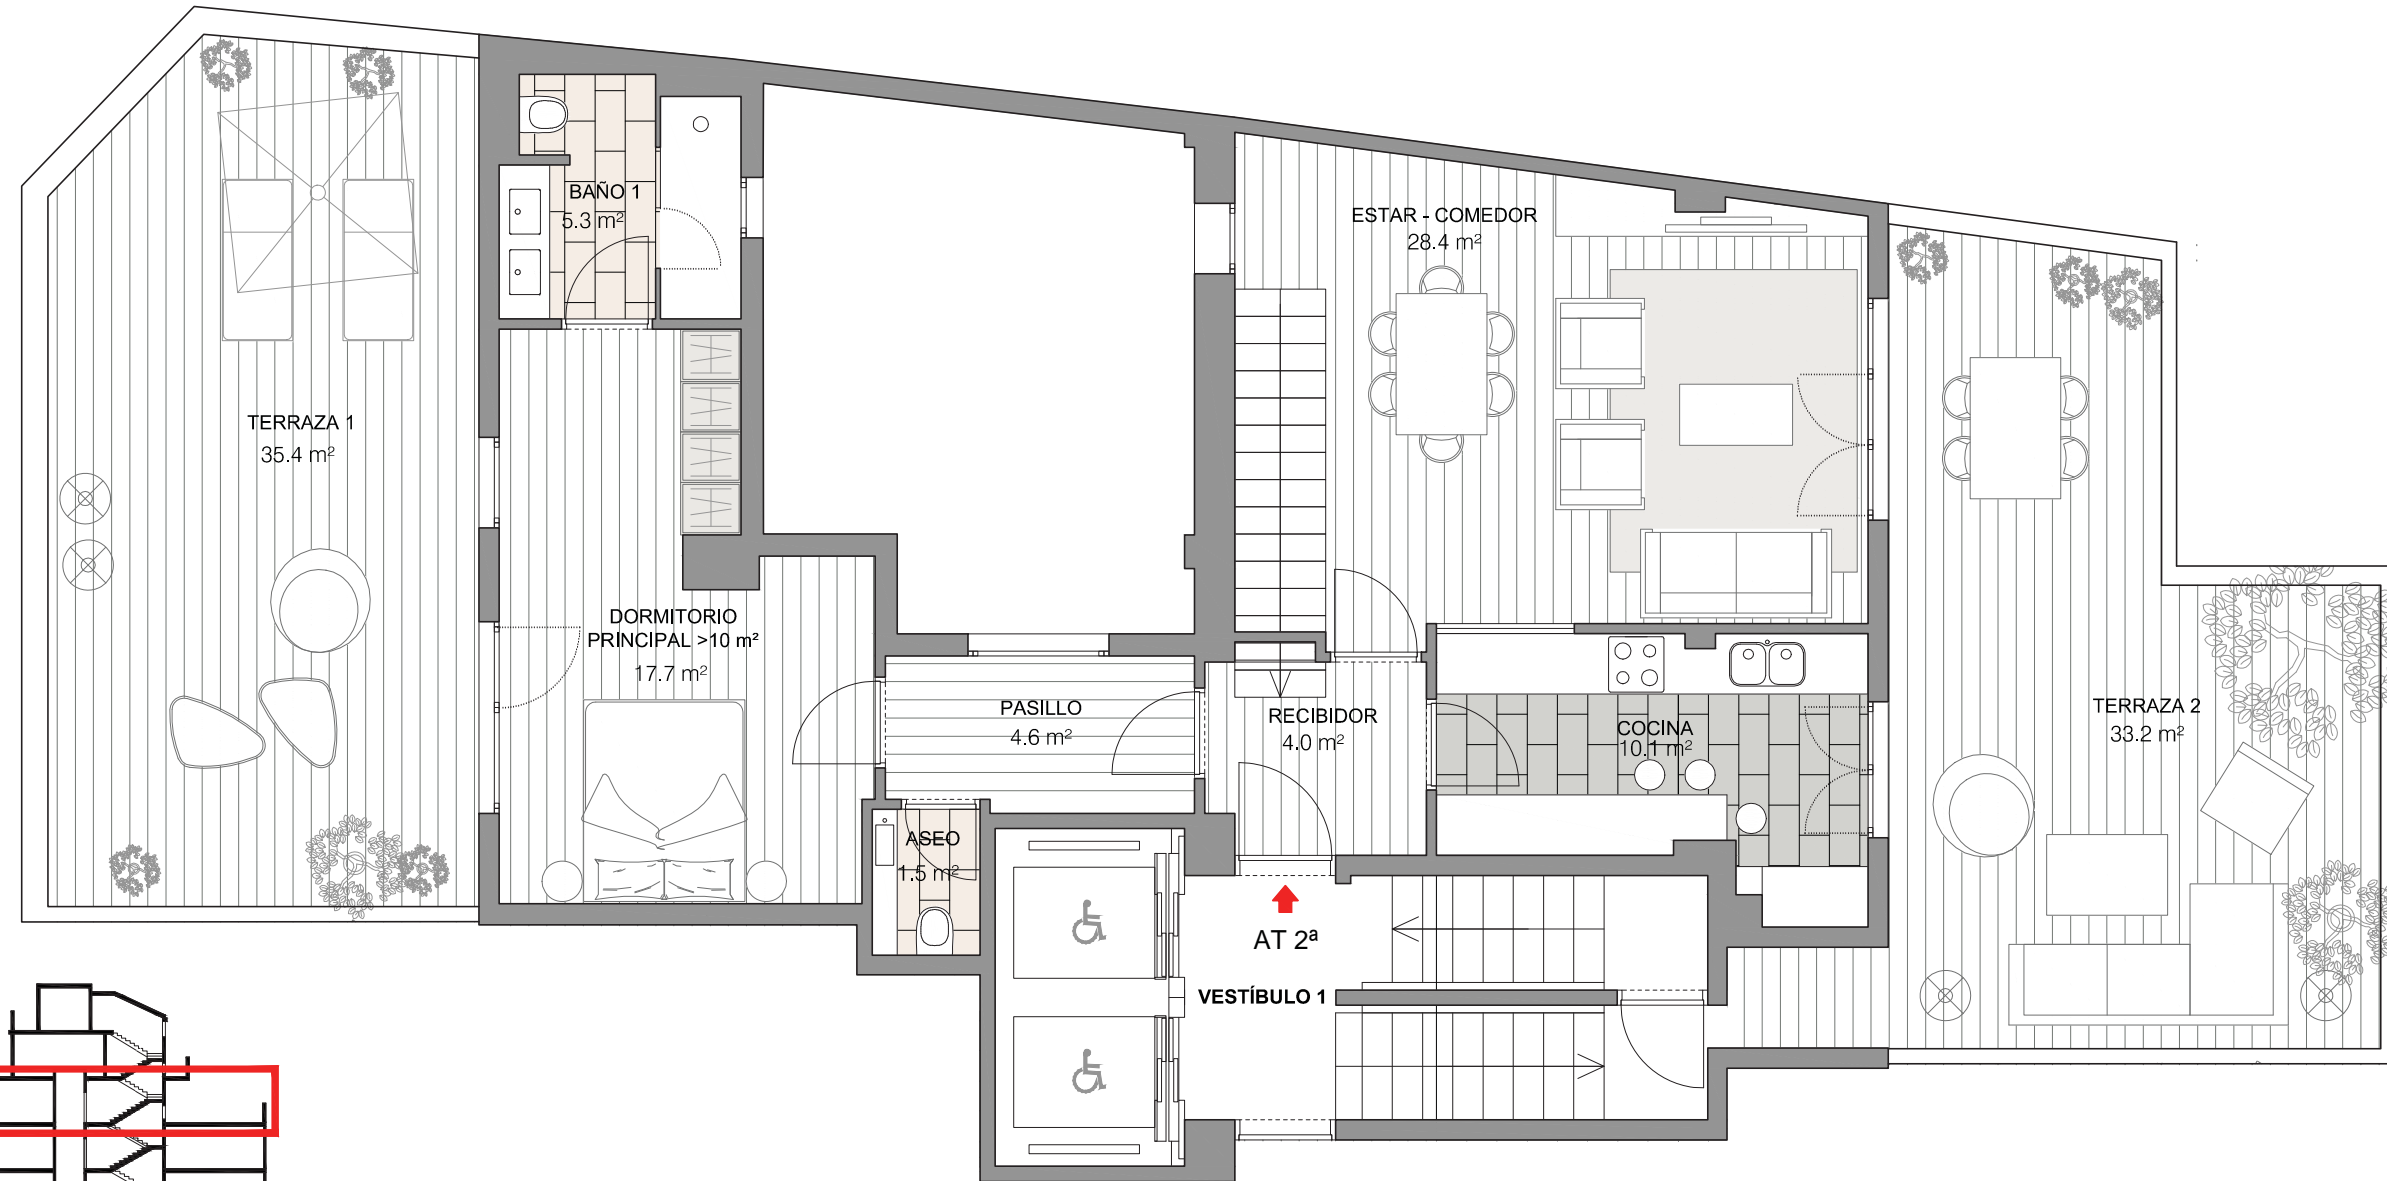 BAÑO 1
5.3 m²
ESTAR - COMEDOR
28.4 m²
TERRAZA 1
35.4 m²
DORMITORIO
PRINCIPAL >10 m²
17.7 m²
PASILLO
4.6 m²
RECIBIDOR
4.0 m²
COCINA
10.1 m²
TERRAZA 2
33.2 m²
ASEO
1.5 m²
AT 2ª
VESTÍBULO 1